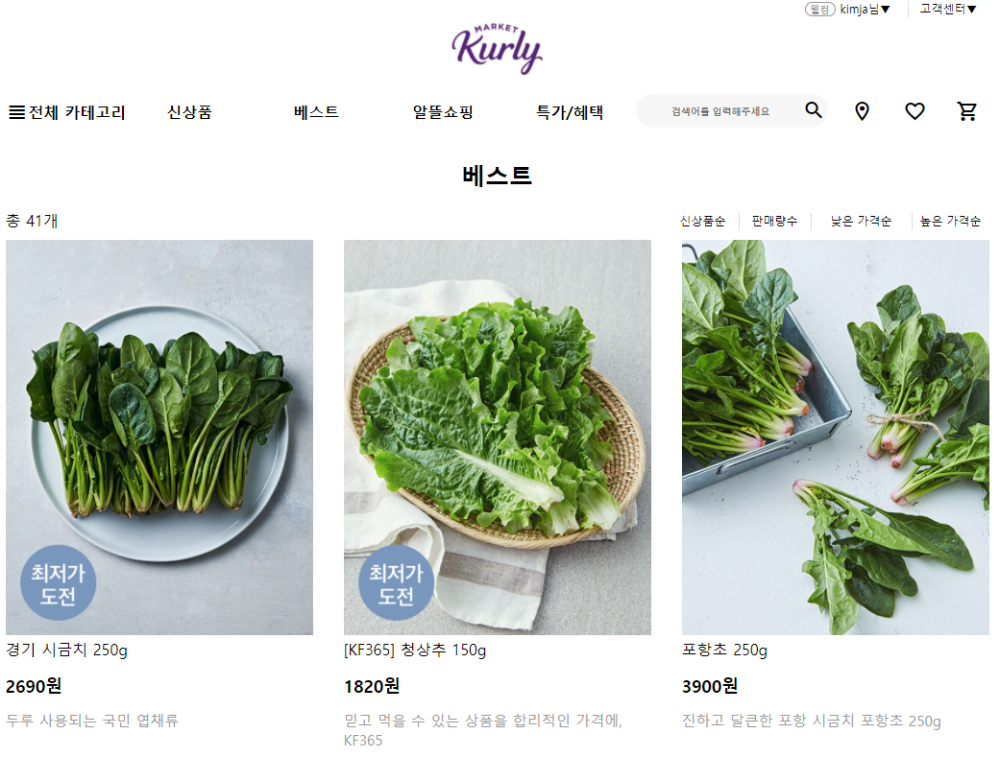 웰컴 kimja님▼ 고객센터▼
MARKET
Kurly
전체 카테고리 신상품 베스트 알뜰쇼핑 특가/혜택 검색어를 입력해주세요
베스트
총 41개 신상품순 판매량수 낮은 가격순 높은 가격순
최저가
도전
최저가
도전
경기 시금치 250g
2690원
두루 사용되는 국민 엽채류
[KF365] 청상추 150g
1820원
믿고 먹을 수 있는 상품을 합리적인 가격에,
KF365
포항초 250g
3900원
진하고 달큰한 포항 시금치 포항초 250g